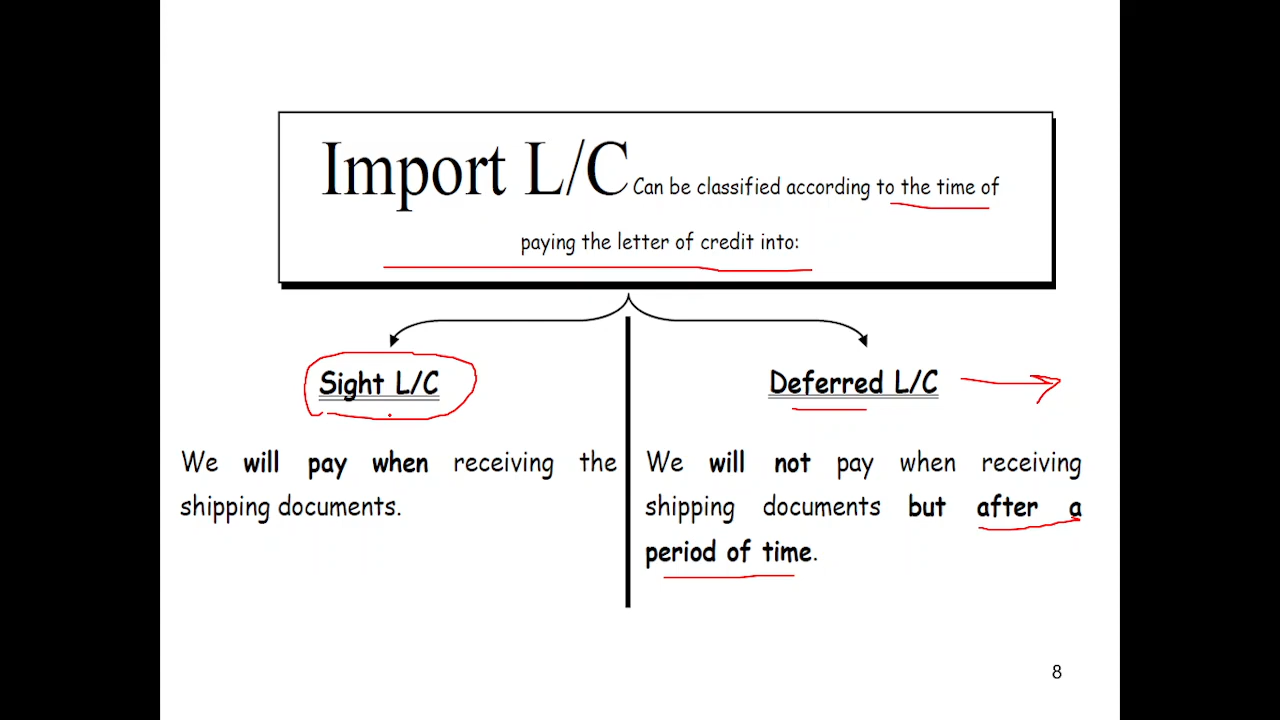 Import L/C Can be classified according to the time of
paying the letter of credit into:
Sight L/C
We will pay when receiving the
shipping documents.
Deferred L/C
We will not pay when receiving
shipping documents but after a
period of time.
8